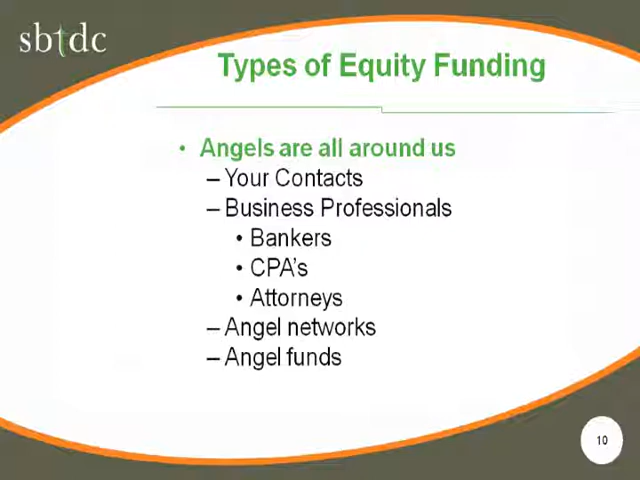 sbtdc
Types of Equity Funding
• Angels are all around us
– Your Contacts
– Business Professionals
• Bankers
• CPA's
• Attorneys
– Angel networks
– Angel funds
10